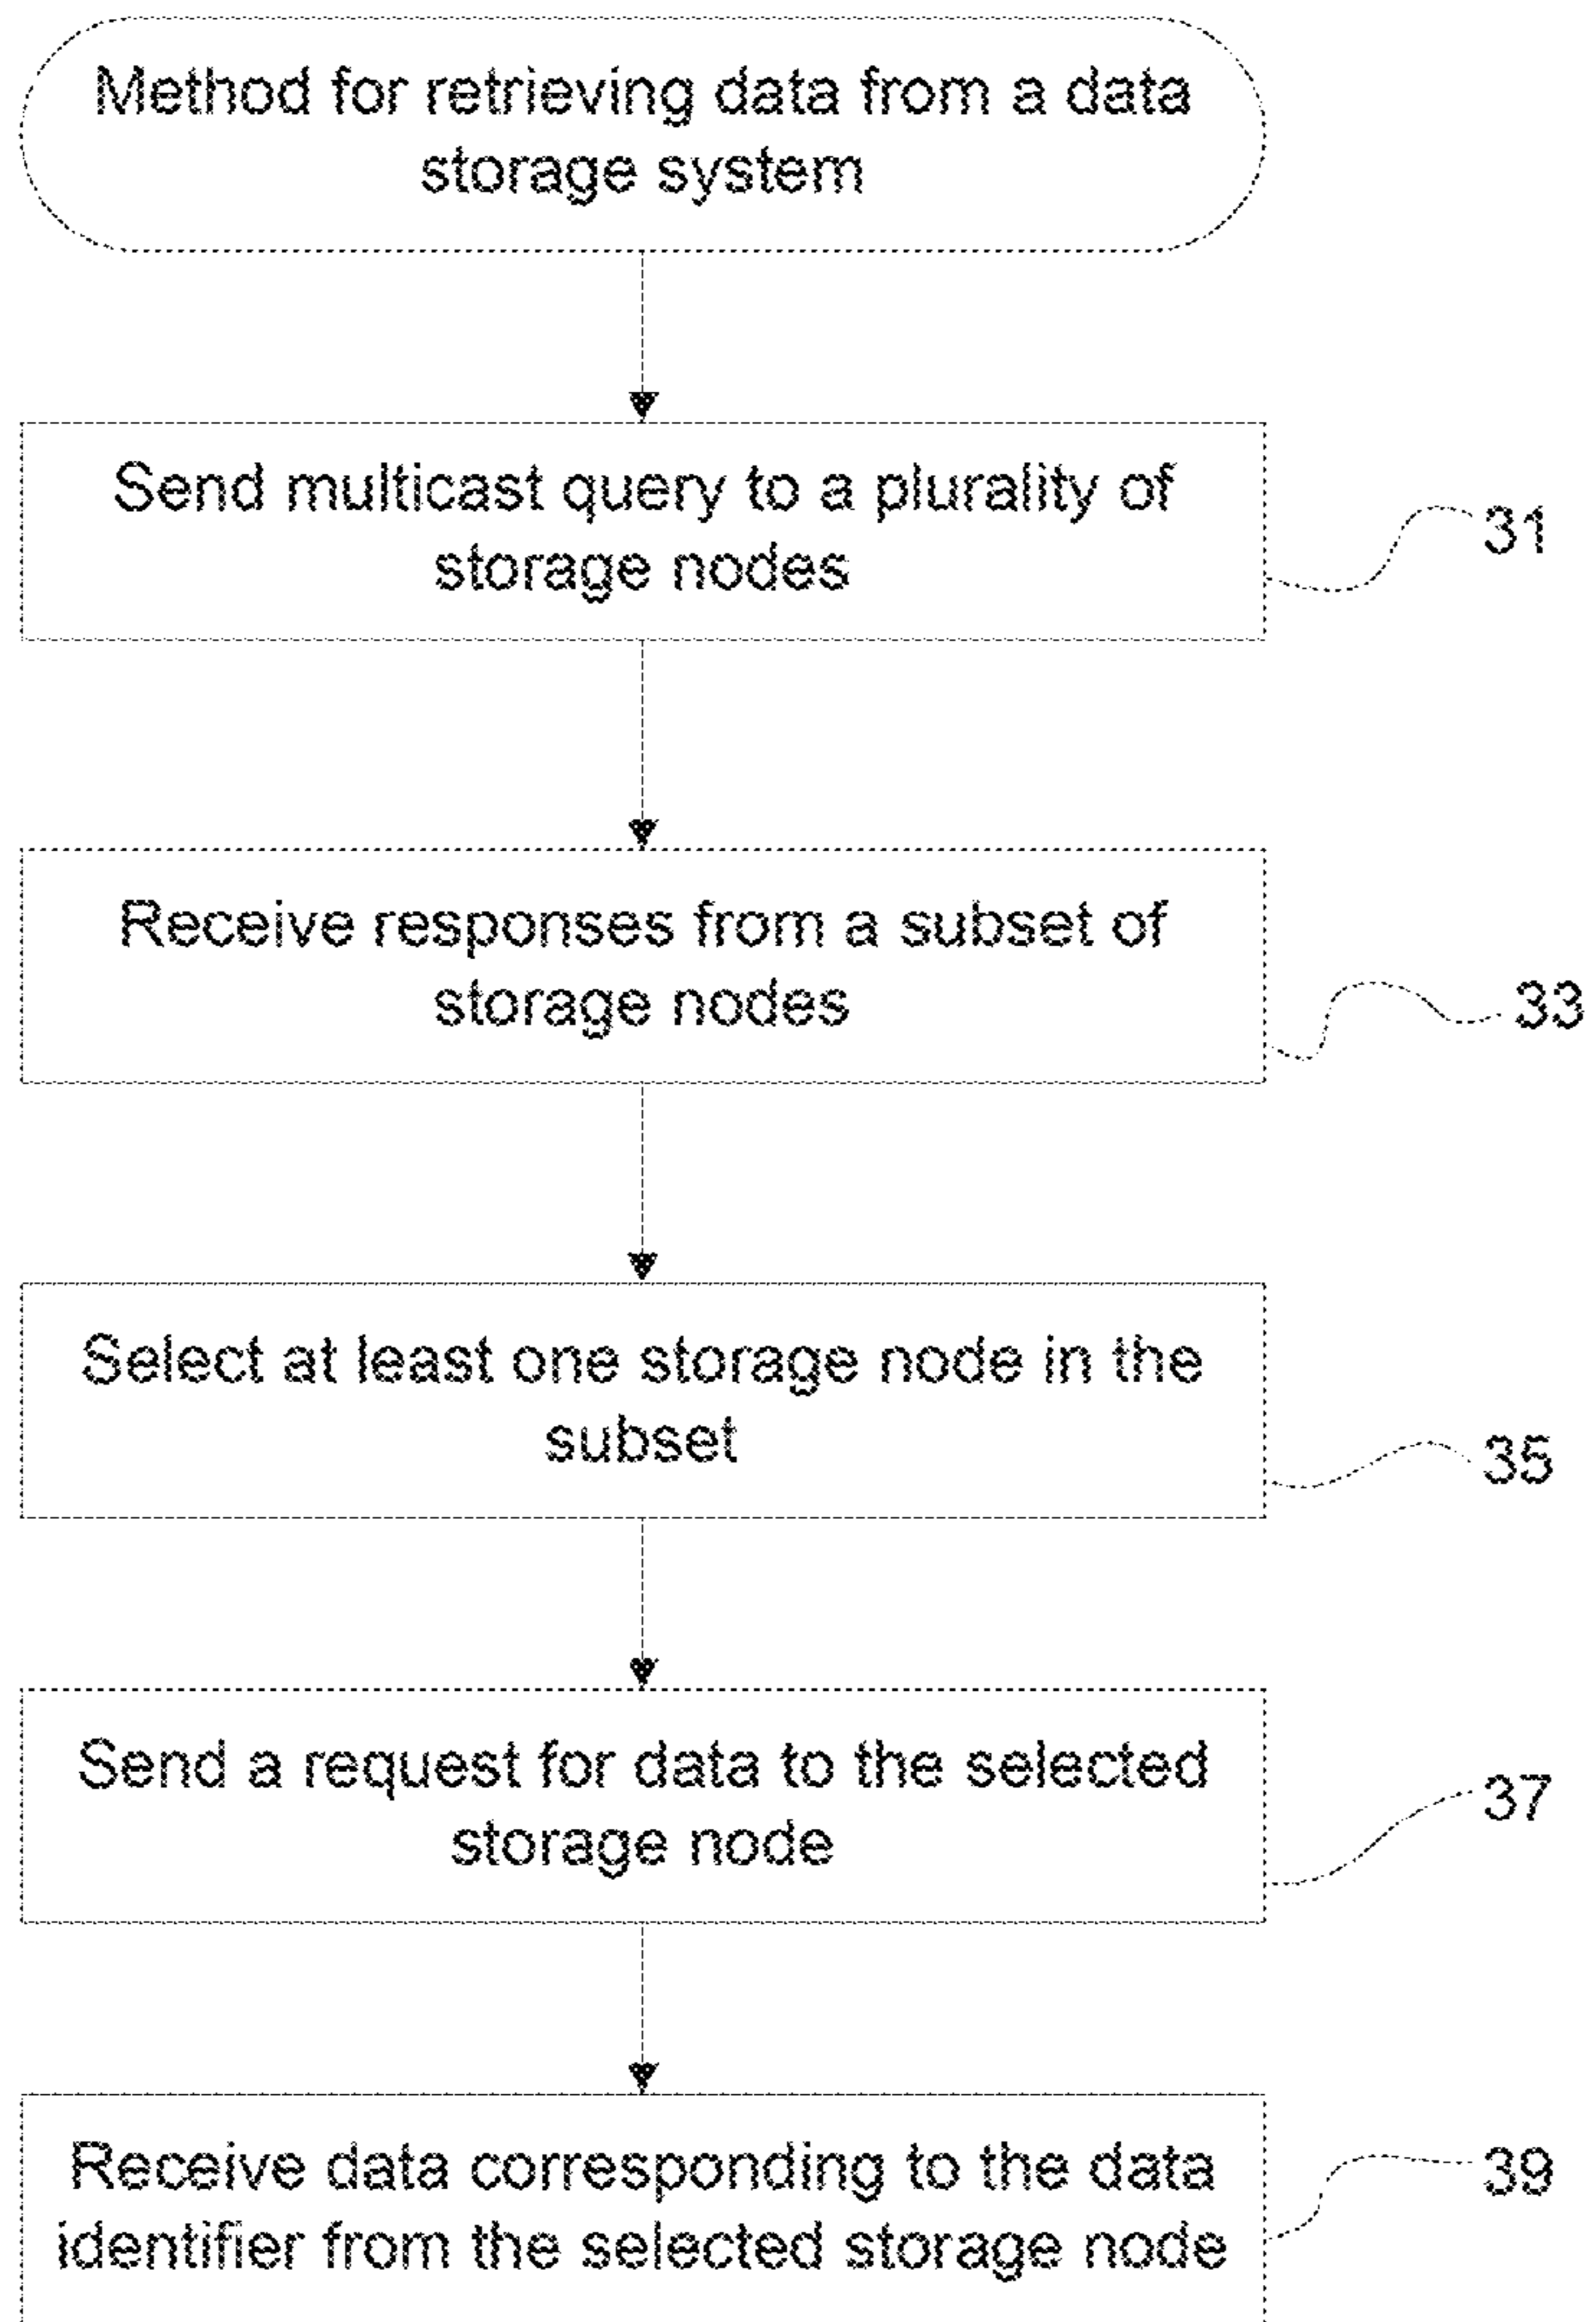 Method for retrieving data from a data
storage system
Send multicast query to a plurality of
storage nodes
31
Receive responses from a subset of
storage nodes
33
Select at least one storage node in the
subset
35
Send a request for data to the selected
storage node
37
Receive data corresponding to the data
identifier from the selected storage node
39